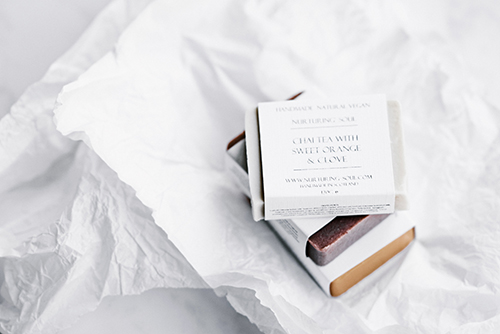 HANDMADE NATURAL VEGAN
NURTURING SOUL
CHAI TEA WITH
SWEET ORANGE
& CLOVE
WWW.NURTURING-SOUL.COM